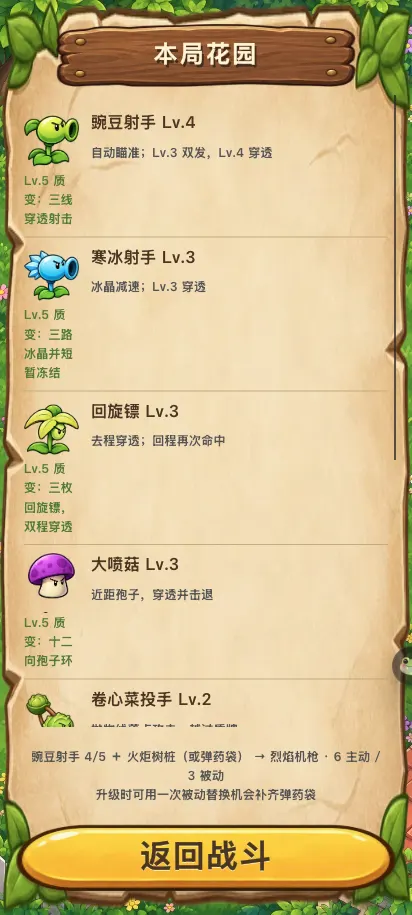 本局花园
豌豆射手 Lv.4
自动瞄准；Lv.3 双发，Lv.4 穿透
Lv.5 质
变：三线
穿透射击
寒冰射手 Lv.3
冰晶减速；Lv.3 穿透
Lv.5 质
变：三路
冰晶并短
暂冻结
回旋镖 Lv.3
去程穿透；回程再次命中
Lv.5 质
变：三枚
回旋镖，
双程穿透
大喷菇 Lv.3
近距孢子，穿透并击退
Lv.5 质
变：十二
向孢子环
卷心菜投手 Lv.2
豌豆射手 4/5 + 火炬树桩（或弹药袋） → 烈焰机枪 · 6 主动 /
3 被动
升级时可用一次被动替换机会补齐弹药袋
返回战斗